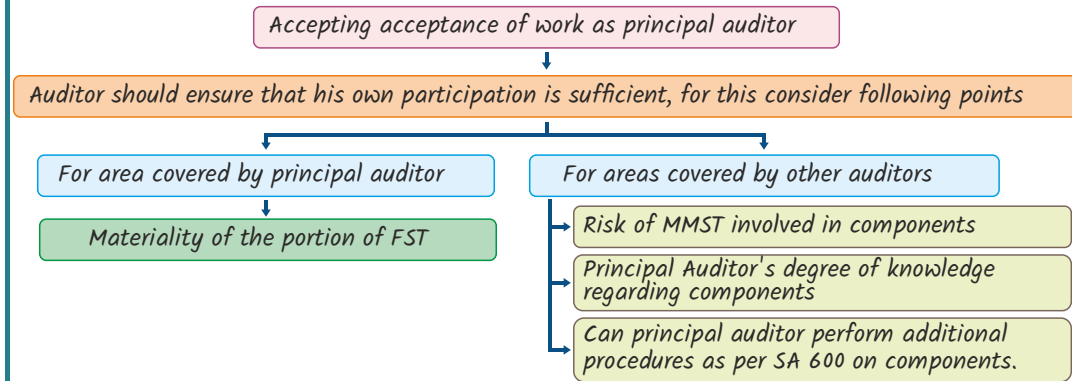 Accepting acceptance of work as principal auditor
Auditor should ensure that his own participation is sufficient, for this consider following points
For area covered by principal auditor
For areas covered by other auditors
Materiality of the portion of FST
Risk of MMST involved in components
Principal Auditor's degree of knowledge
regarding components
Can principal auditor perform additional
procedures as per SA 600 on components.